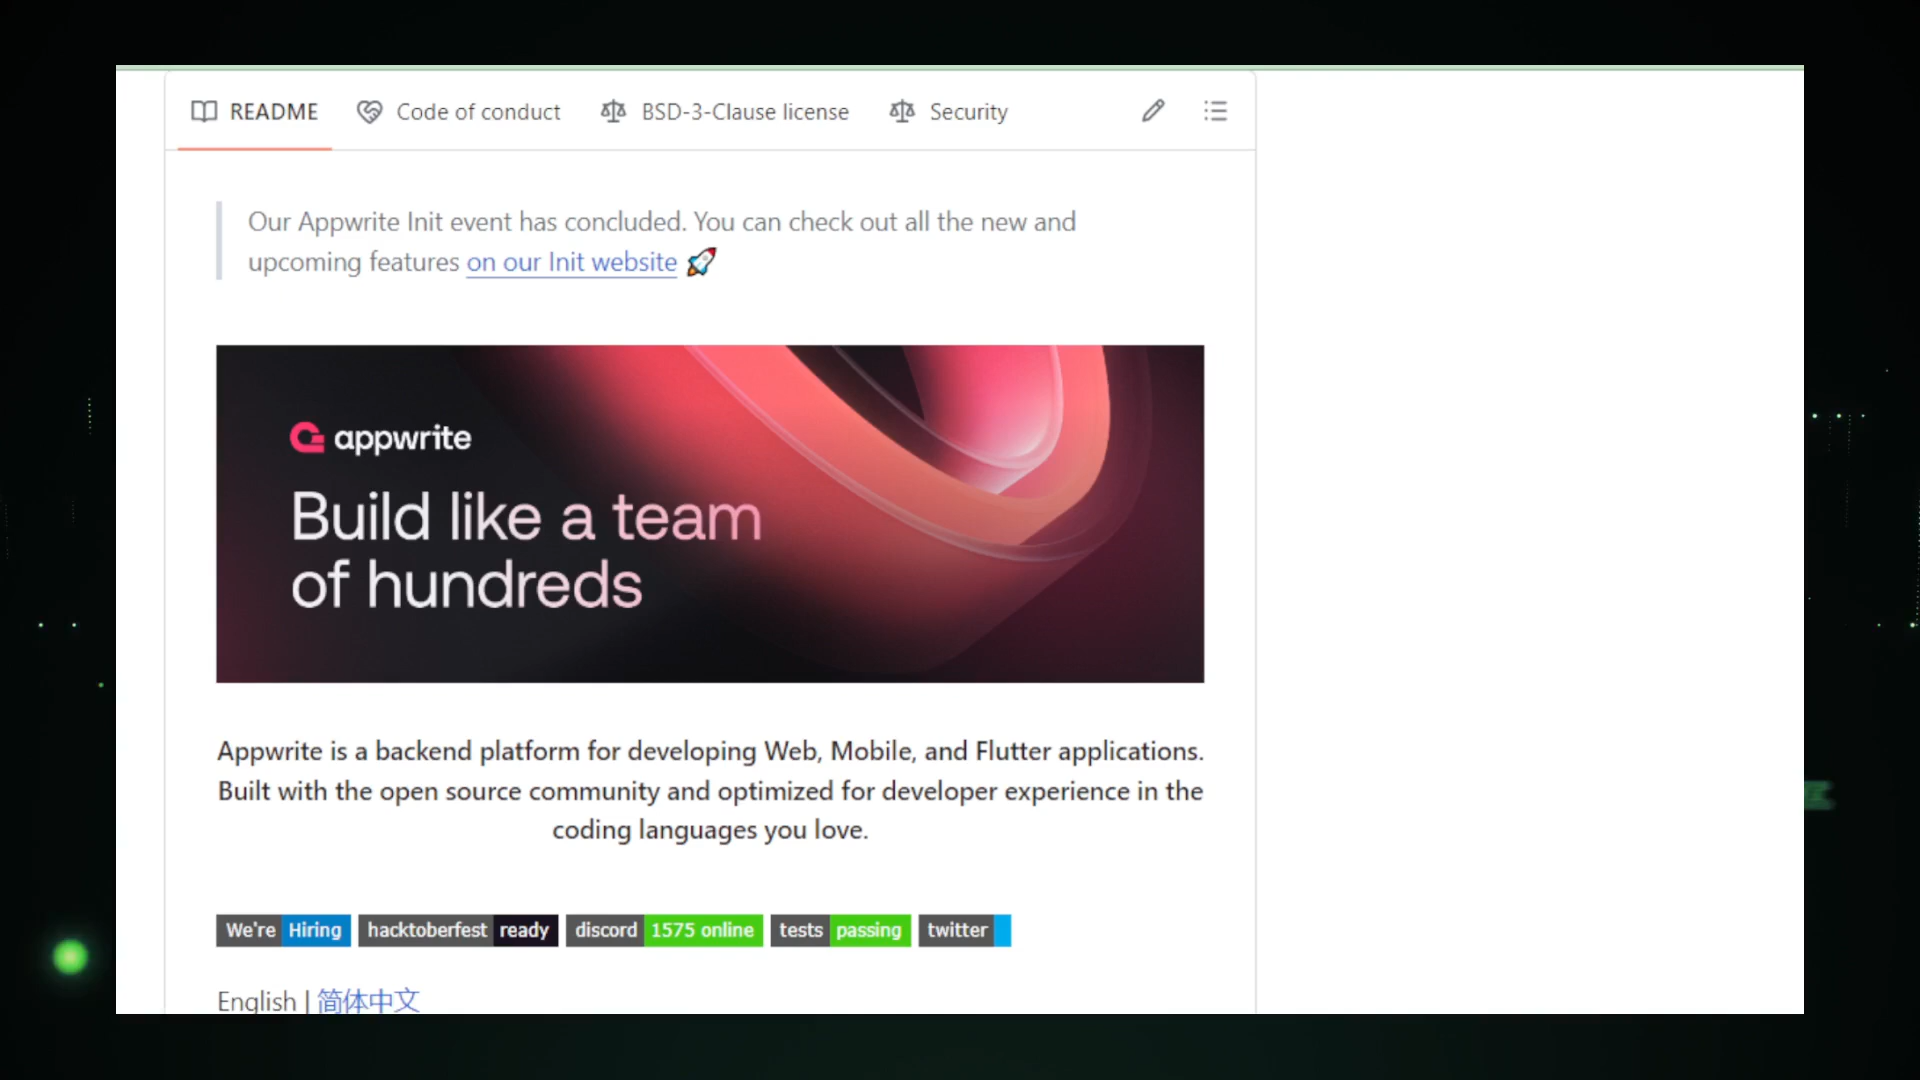 README Code of conduct BSD-3-Clause license Security
Our Appwrite Init event has concluded. You can check out all the new and
upcoming features on our Init website 🚀
appwrite
Build like a team
of hundreds
Appwrite is a backend platform for developing Web, Mobile, and Flutter applications.
Built with the open source community and optimized for developer experience in the
coding languages you love.
We're Hiring hacktoberfest ready discord 1575 online tests passing twitter
English | 简体中文